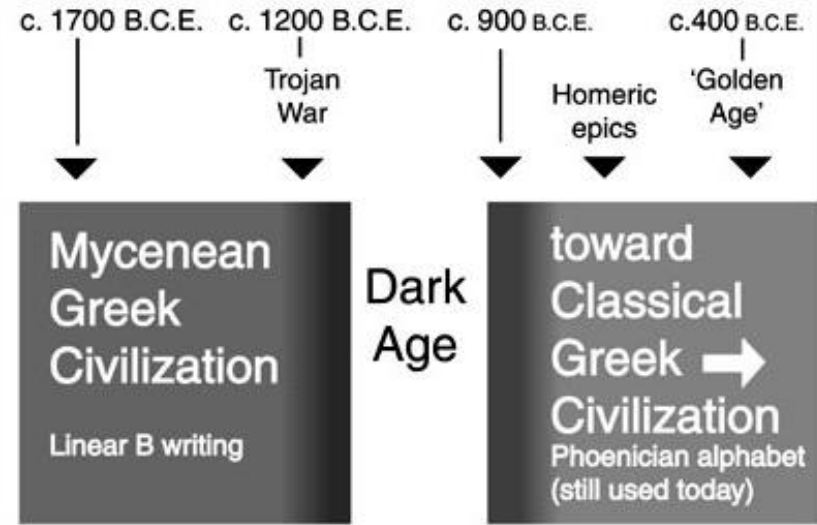 c. 1700 B.C.E. c. 1200 B.C.E. c. 900 B.C.E. c.400 B.C.E.
Trojan
War
Homeric
epics
'Golden
Age'
Mycenean
Greek
Civilization
Linear B writing
Dark
Age
toward
Classical
Greek
Civilization
Phoenician alphabet
(still used today)